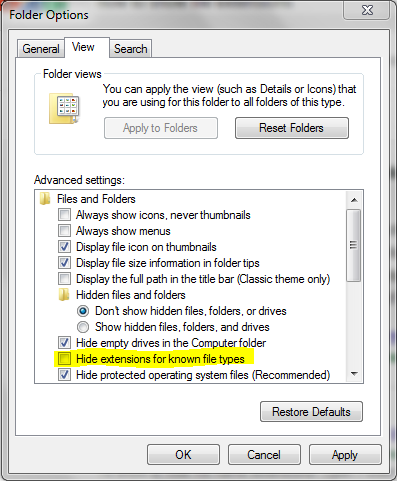 Folder Options
General
View
Search
Folder views
You can apply the view (such as Details or Icons) that
you are using for this folder to all folders of this type.
Apply to Folders
Reset Folders
Advanced settings:
Files and Folders
Always show icons, never thumbnails
Always show menus
Display file icon on thumbnails
Display file size information in folder tips
Display the full path in the title bar (Classic theme only)
Hidden files and folders
Don't show hidden files, folders, or drives
Show hidden files, folders, and drives
Hide empty drives in the Computer folder
Hide extensions for known file types
Hide protected operating system files (Recommended)
Restore Defaults
OK
Cancel
Apply